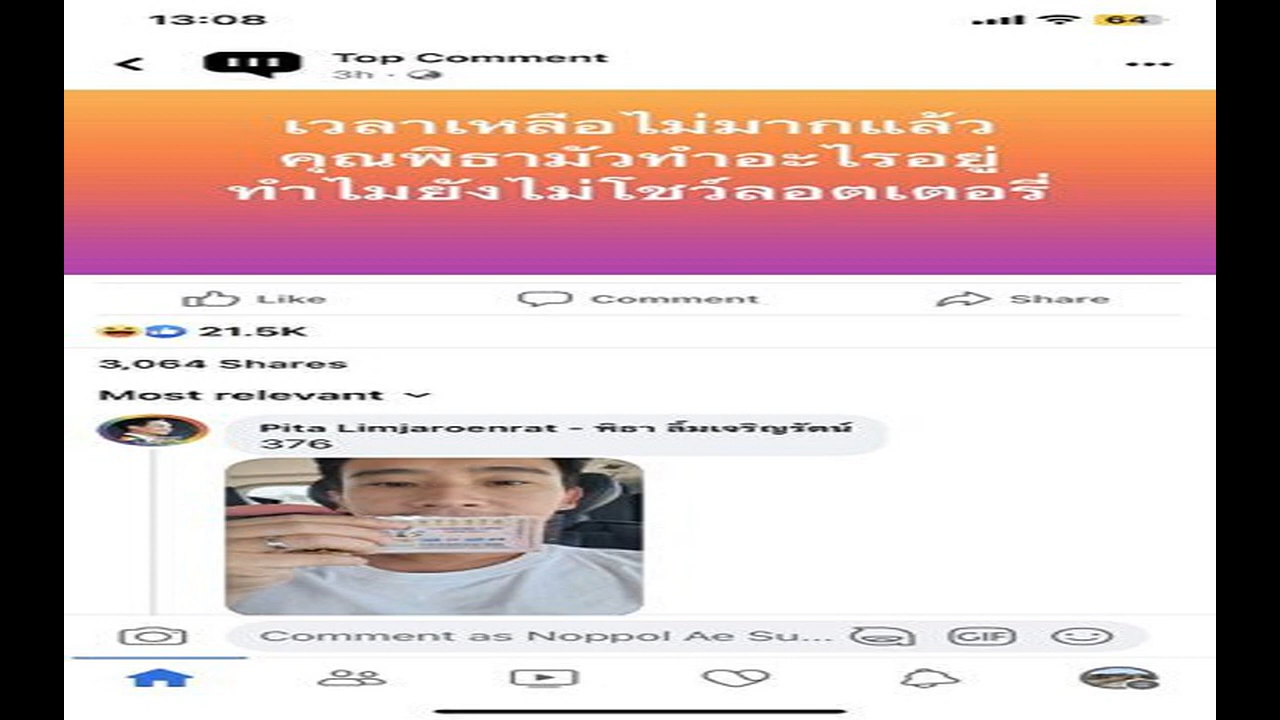 13:08
64
Top Comment
3h ·
เวลาเหลือไม่มากแล้ว
คุณพิธามัวทำอะไรอยู่
ทำไมยังไม่โชว์ลอตเตอรี่
Like Comment Share
21.5K
3,064 Shares
Most relevant
Pita Limjaroenrat - พิธา ลิ้มเจริญรัตน์
376
Comment as Noppol Ae Su... GIF